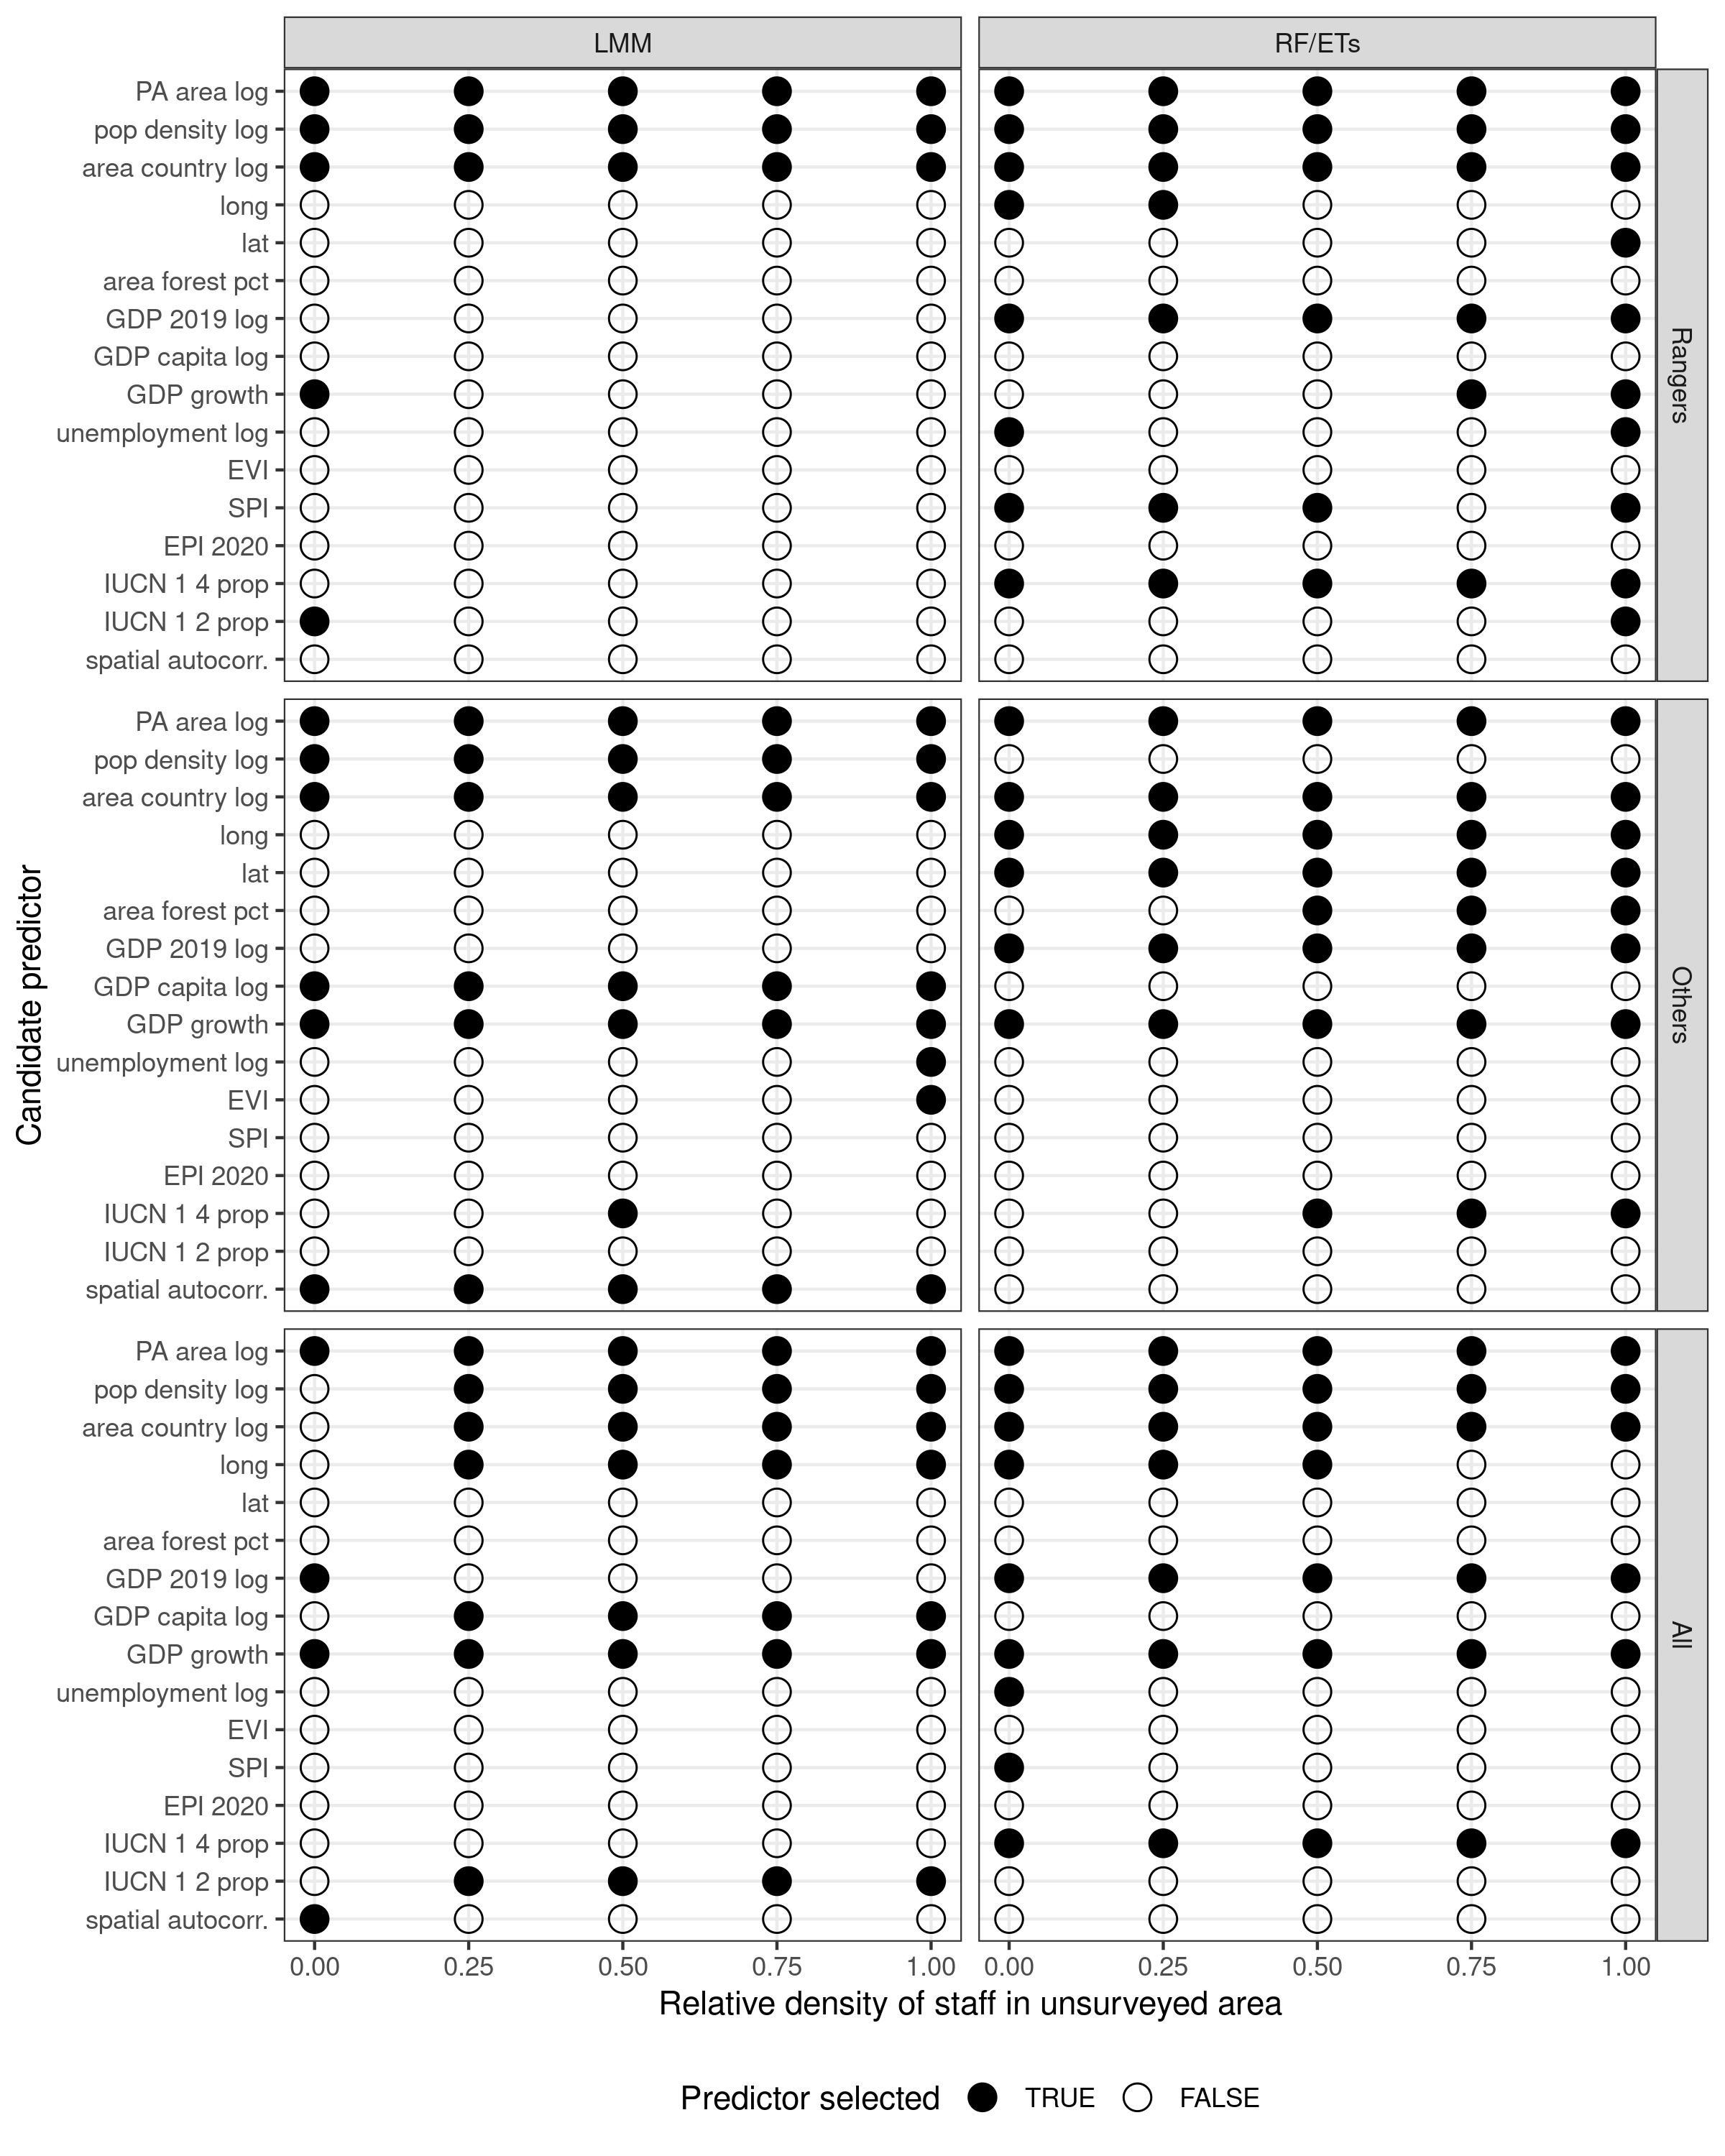 LMM
RF/ETs
PA area log
pop density log
area country log
long
lat
area forest pct
GDP 2019 log
GDP capita log
GDP growth
unemployment log
EVI
SPI
EPI 2020
IUCN 1 4 prop
IUCN 1 2 prop
spatial autocorr.
Rangers
PA area log
pop density log
area country log
long
lat
area forest pct
GDP 2019 log
GDP capita log
GDP growth
unemployment log
EVI
SPI
EPI 2020
IUCN 1 4 prop
IUCN 1 2 prop
spatial autocorr.
Others
Candidate predictor
PA area log
pop density log
area country log
long
lat
area forest pct
GDP 2019 log
GDP capita log
GDP growth
unemployment log
EVI
SPI
EPI 2020
IUCN 1 4 prop
IUCN 1 2 prop
spatial autocorr.
All
0.00 0.25 0.50 0.75 1.00 0.00 0.25 0.50 0.75 1.00
Relative density of staff in unsurveyed area
Predictor selected TRUE FALSE